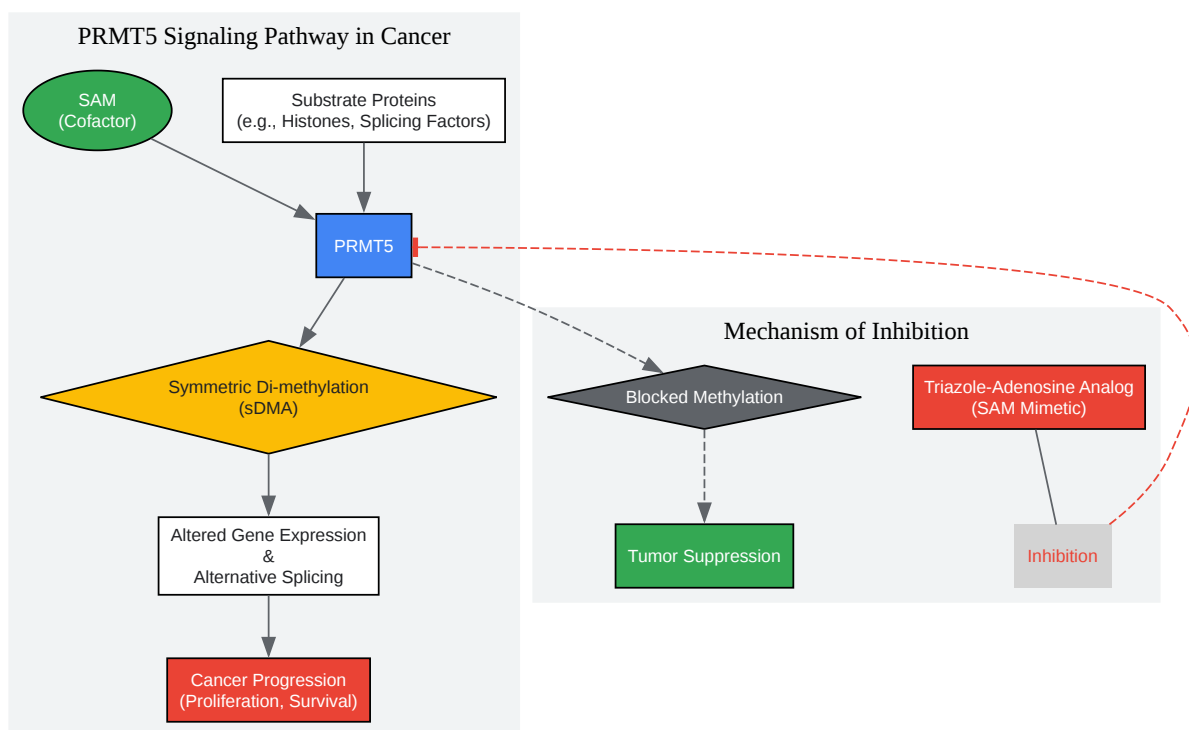 PRMT5 Signaling Pathway in Cancer
SAM
(Cofactor)
Substrate Proteins
(e.g., Histones, Splicing Factors)
PRMT5
Symmetric Di-methylation
(sDMA)
Altered Gene Expression
&
Alternative Splicing
Cancer Progression
(Proliferation, Survival)
Mechanism of Inhibition
Blocked Methylation
Triazole-Adenosine Analog
(SAM Mimetic)
Tumor Suppression
Inhibition